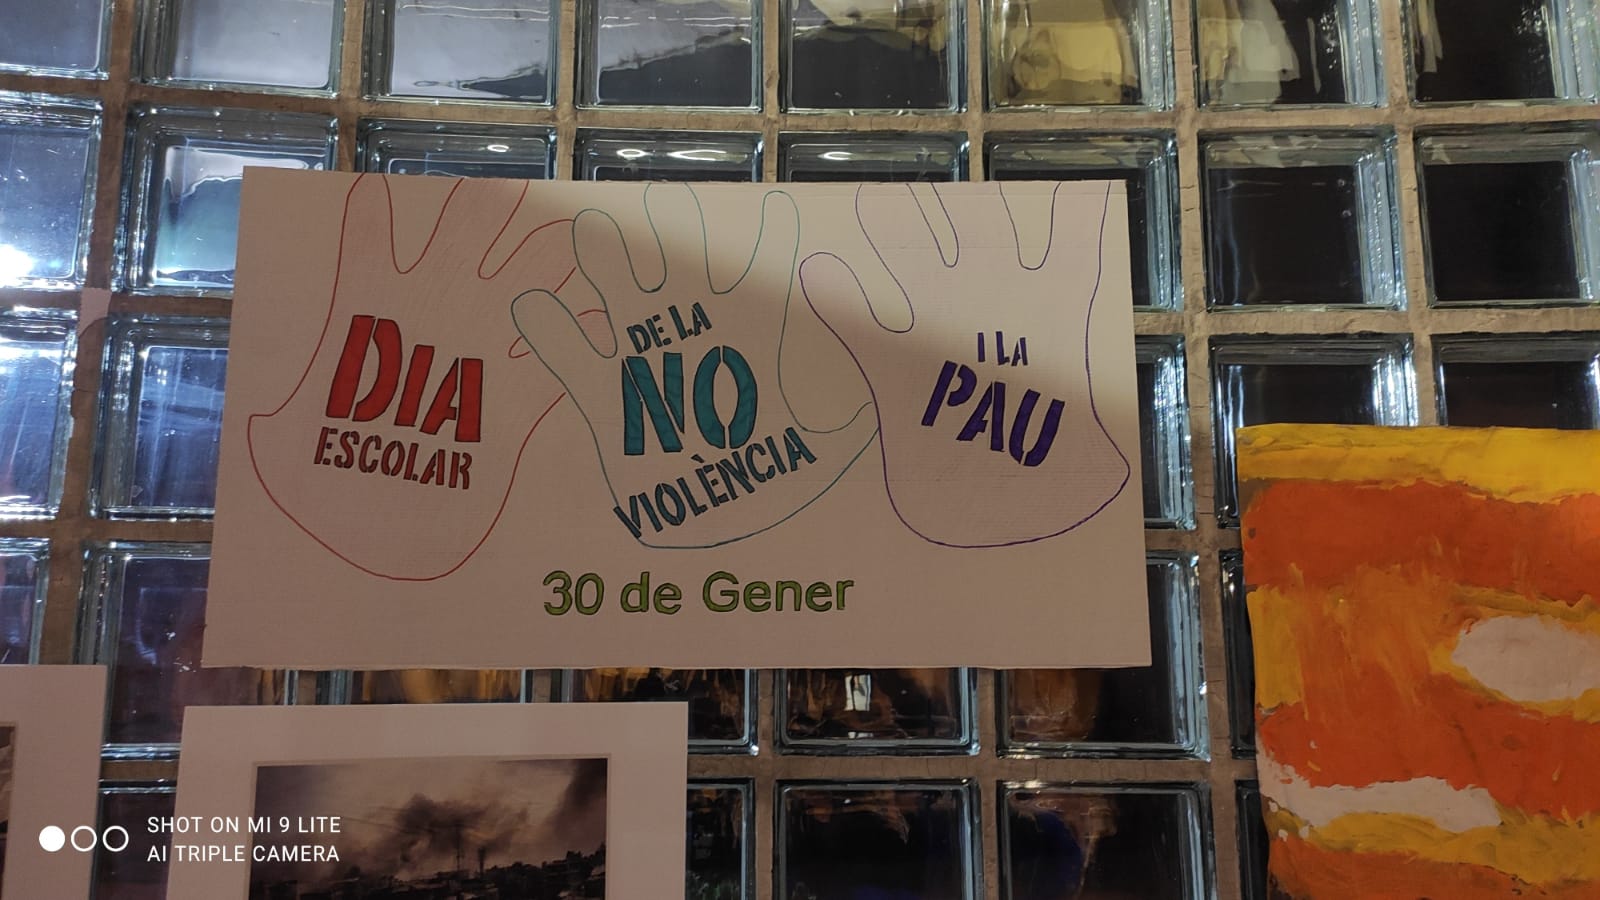 DIA
ESCOLAR
DE LA
NO
VIOLÈNCIA
I LA
PAU
30 de Gener
SHOT ON MI 9 LITE
AI TRIPLE CAMERA